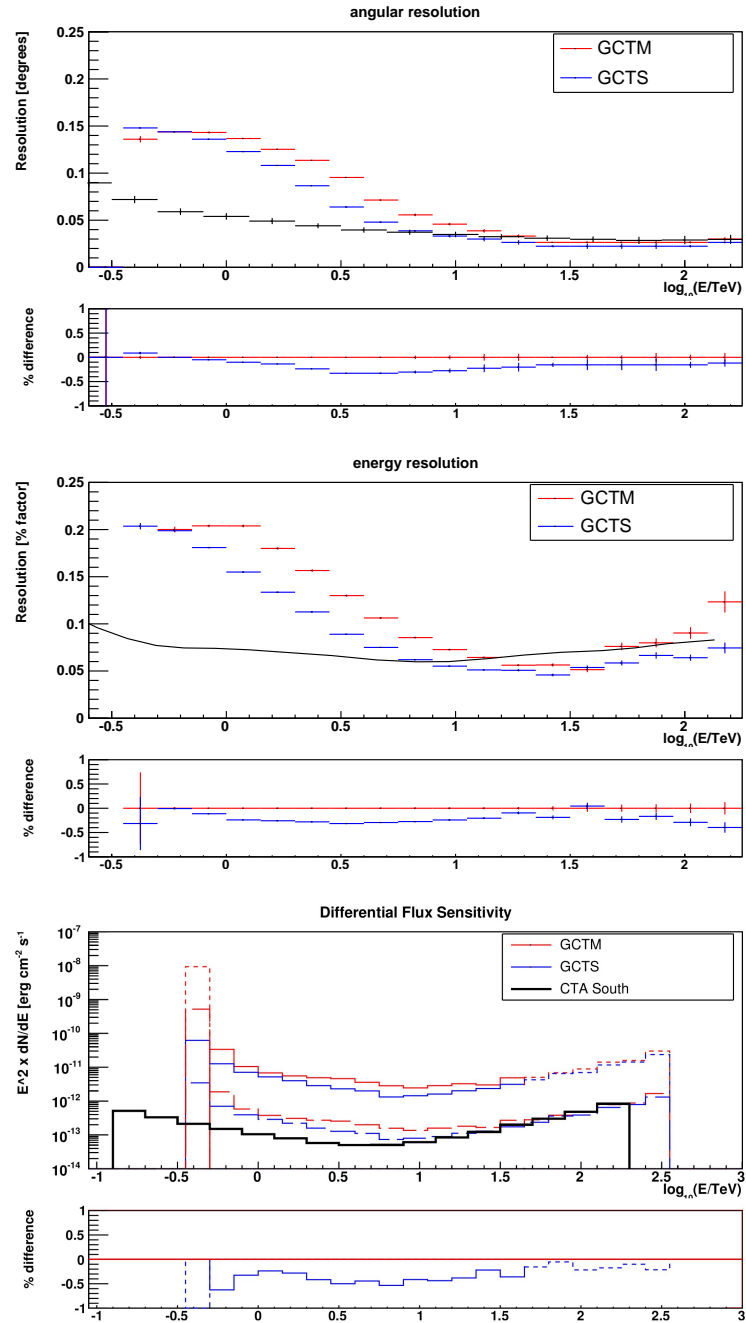 angular resolution
Resolution [degrees]
0.25
0.2
0.15
0.1
0.05
0
GCTM
GCTS
-0.5 0 0.5 1 1.5 2
log₁₀(E/TeV)
% difference
1
0.5
0
-0.5
-1
-0.5 0 0.5 1 1.5 2
energy resolution
Resolution [% factor]
0.25
0.2
0.15
0.1
0.05
0
GCTM
GCTS
-0.5 0 0.5 1 1.5 2
log₁₀(E/TeV)
% difference
1
0.5
0
-0.5
-1
-0.5 0 0.5 1 1.5 2
Differential Flux Sensitivity
E^2 x dN/dE [erg cm⁻² s⁻¹]
10⁻⁷
10⁻⁸
10⁻⁹
10⁻¹⁰
10⁻¹¹
10⁻¹²
10⁻¹³
10⁻¹⁴
GCTM
GCTS
CTA South
-1 -0.5 0 0.5 1 1.5 2 2.5 3
log₁₀(E/TeV)
% difference
1
0.5
0
-0.5
-1
-1 -0.5 0 0.5 1 1.5 2 2.5 3